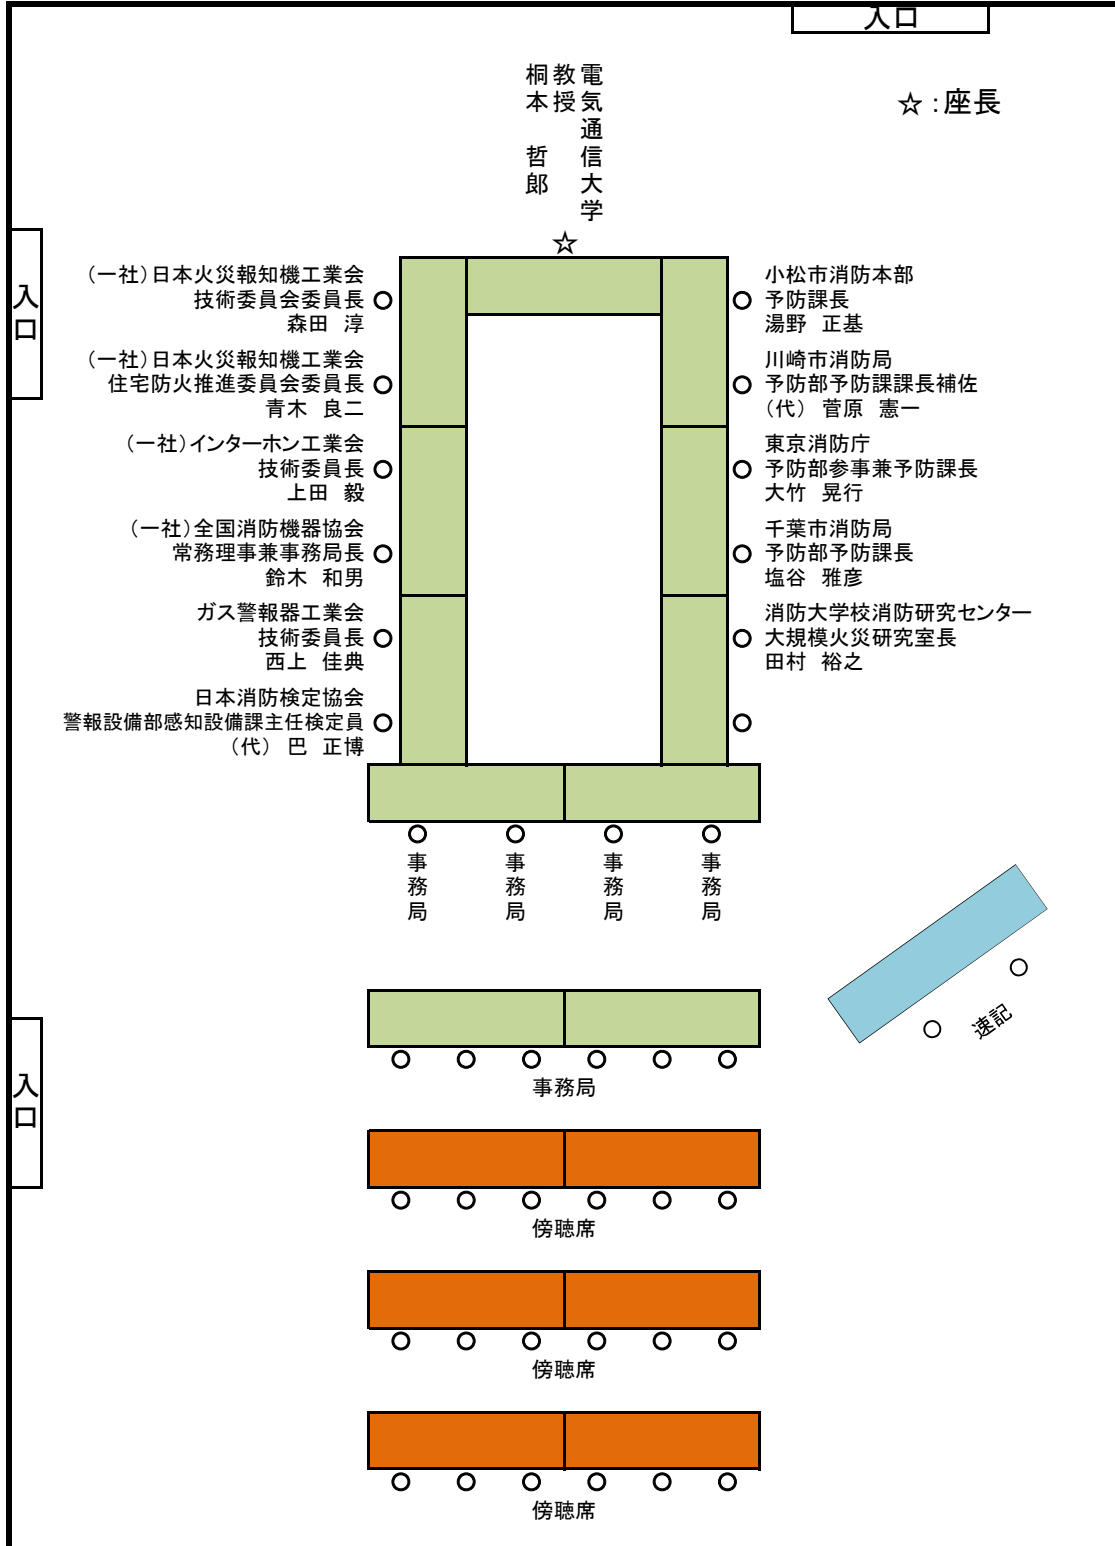 入口
☆：座長
電気通信大学
教授
桐本　哲郎
☆
入口
（一社）日本火災報知機工業会
技術委員会委員長
森田　淳
（一社）日本火災報知機工業会
住宅防火推進委員会委員長
青木　良二
（一社）インターホン工業会
技術委員長
上田　毅
（一社）全国消防機器協会
常務理事兼事務局長
鈴木　和男
ガス警報器工業会
技術委員長
西上　佳典
日本消防検定協会
警報設備部感知設備課主任検定員
（代）　巴　正博
小松市消防本部
予防課長
湯野　正基
川崎市消防局
予防部予防課課長補佐
（代）　菅原　憲一
東京消防庁
予防部参事兼予防課長
大竹　晃行
千葉市消防局
予防部予防課長
塩谷　雅彦
消防大学校消防研究センター
大規模火災研究室長
田村　裕之
事務局
事務局
事務局
事務局
速記
事務局
入口
傍聴席
傍聴席
傍聴席